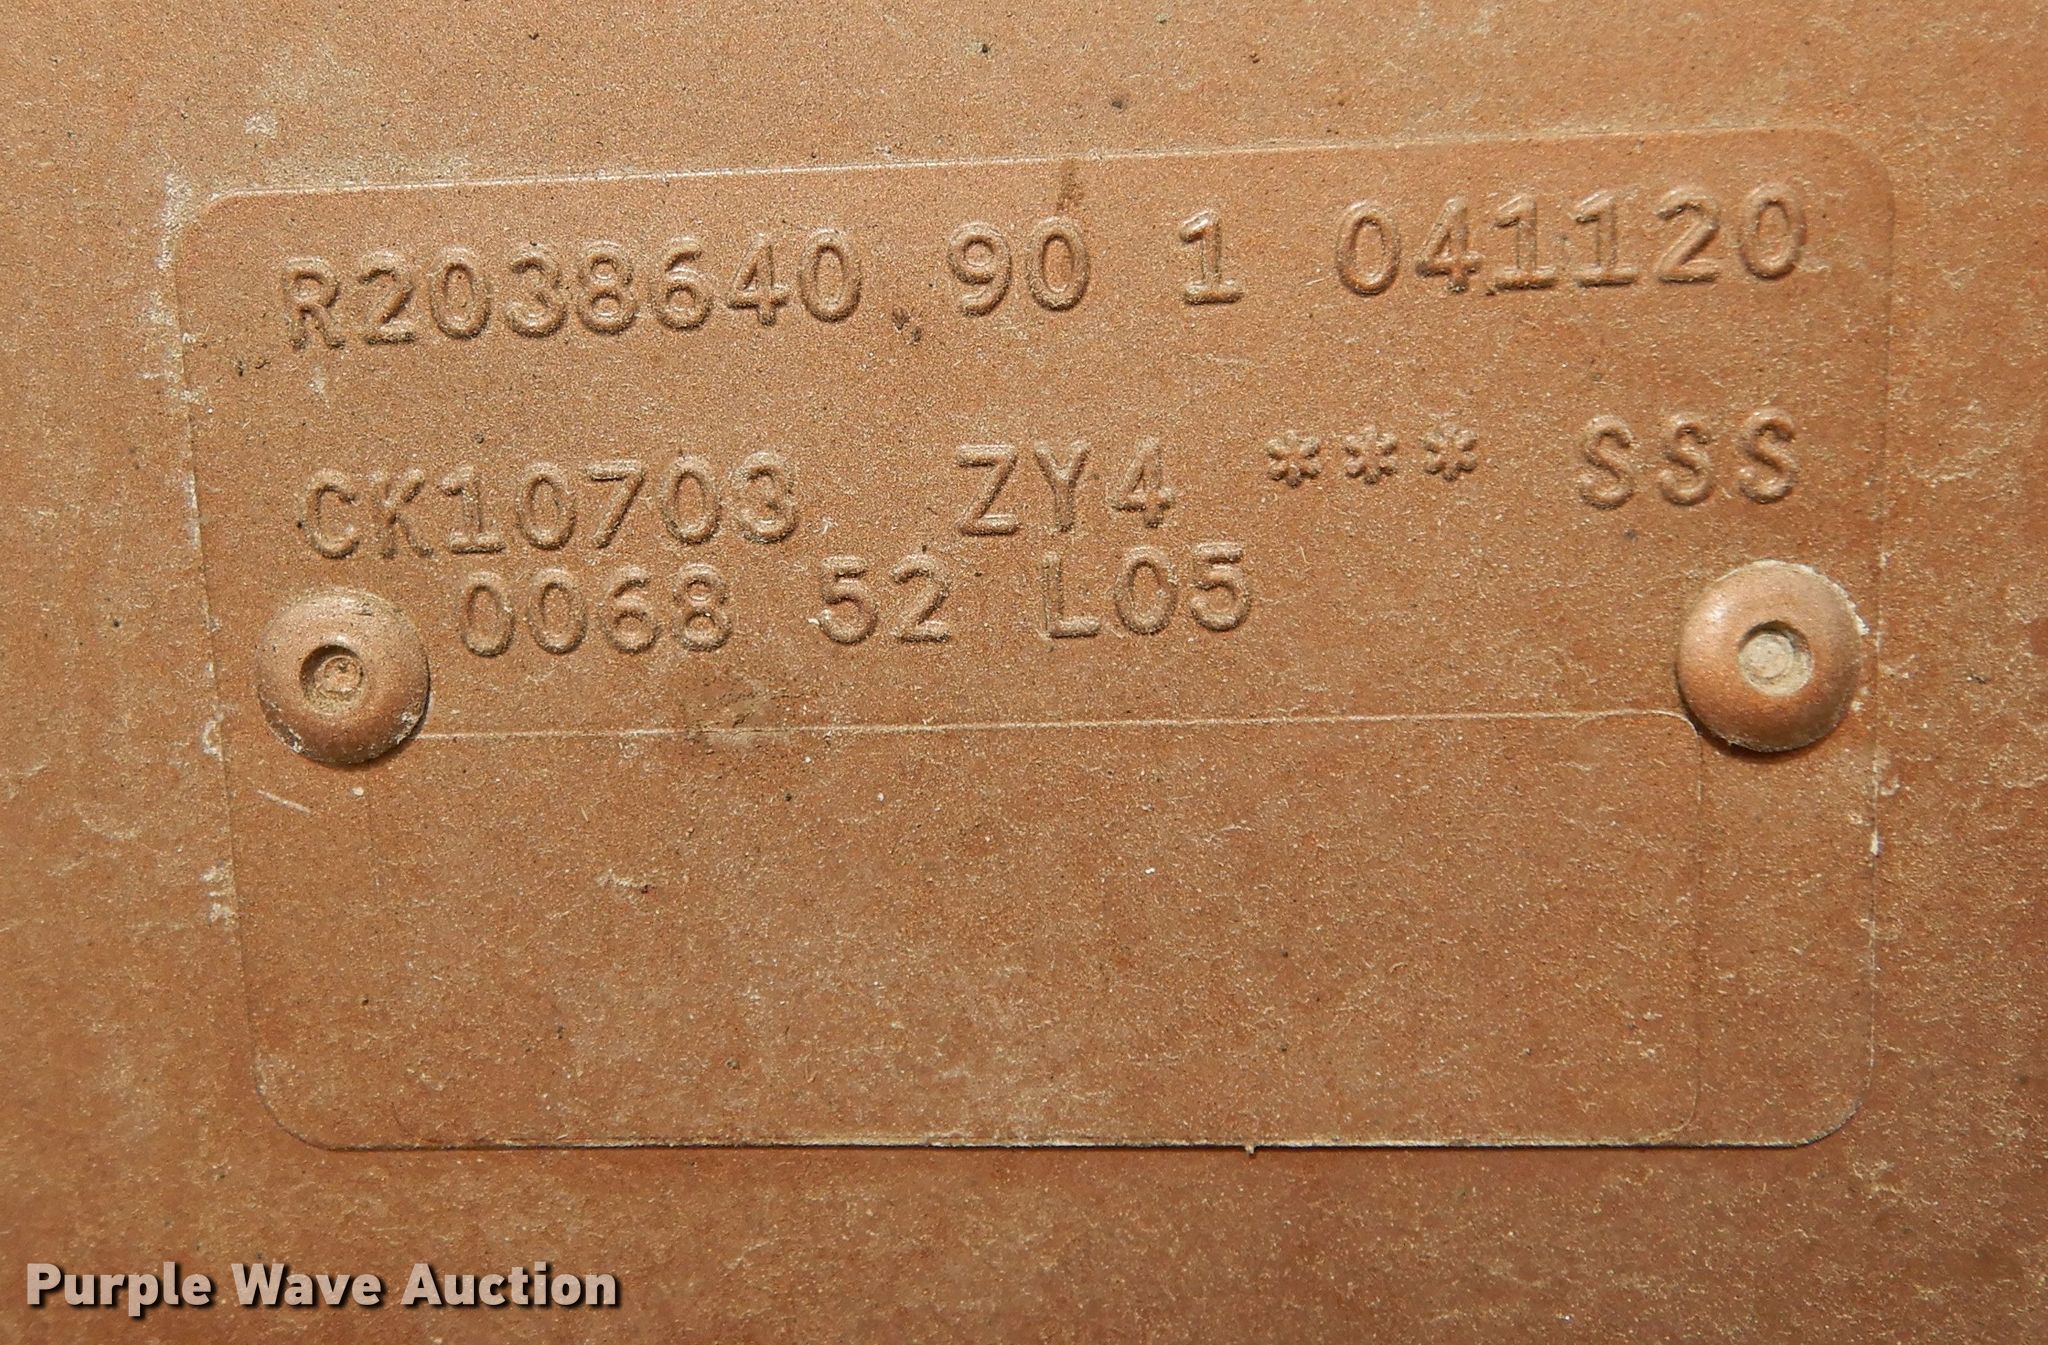 R2038640 90 1 041120
CK10703 ZY4 *** SSS
0068 52 L05
Purple Wave Auction